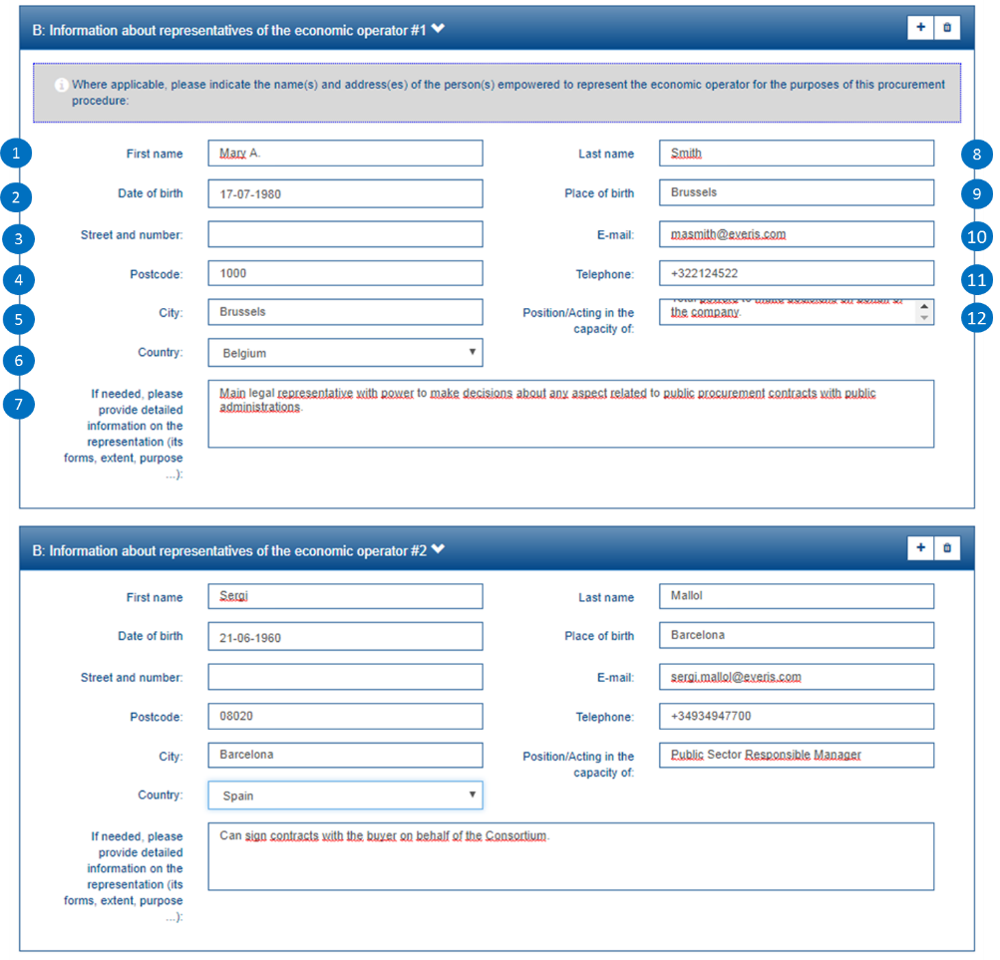 B: Information about representatives of the economic operator #1
Where applicable, please indicate the name(s) and address(es) of the person(s) empowered to represent the economic operator for the purposes of this procurement
procedure:
1 First name Mary A. Last name Smith 8
2 Date of birth 17-07-1980 Place of birth Brussels 9
3 Street and number: E-mail: masmith@everis.com 10
4 Postcode: 1000 Telephone: +322124522 11
5 City: Brussels Position/Acting in the capacity of: Total powers to make decisions on behalf of the company. 12
6 Country: Belgium
7 If needed, please
provide detailed
information on the
representation (its
forms, extent, purpose
...):
Main legal representative with power to make decisions about any aspect related to public procurement contracts with public
administrations.
B: Information about representatives of the economic operator #2
First name Sergi Last name Mallol
Date of birth 21-06-1960 Place of birth Barcelona
Street and number: E-mail: sergi.mallol@everis.com
Postcode: 08020 Telephone: +34934947700
City: Barcelona Position/Acting in the capacity of: Public Sector Responsible Manager
Country: Spain
If needed, please
provide detailed
information on the
representation (its
forms, extent, purpose
...):
Can sign contracts with the buyer on behalf of the Consortium.